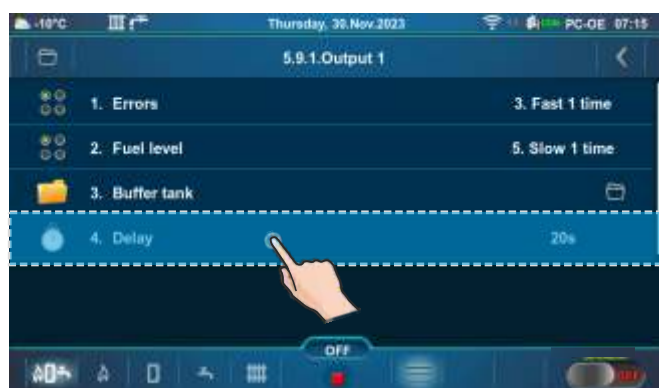 -10°C Thursday, 30.Nov.2023 PC-OE 07:15
5.9.1.Output 1
1. Errors 3. Fast 1 time
2. Fuel level 5. Slow 1 time
3. Buffer tank
4. Delay 20s
OFF
OFF